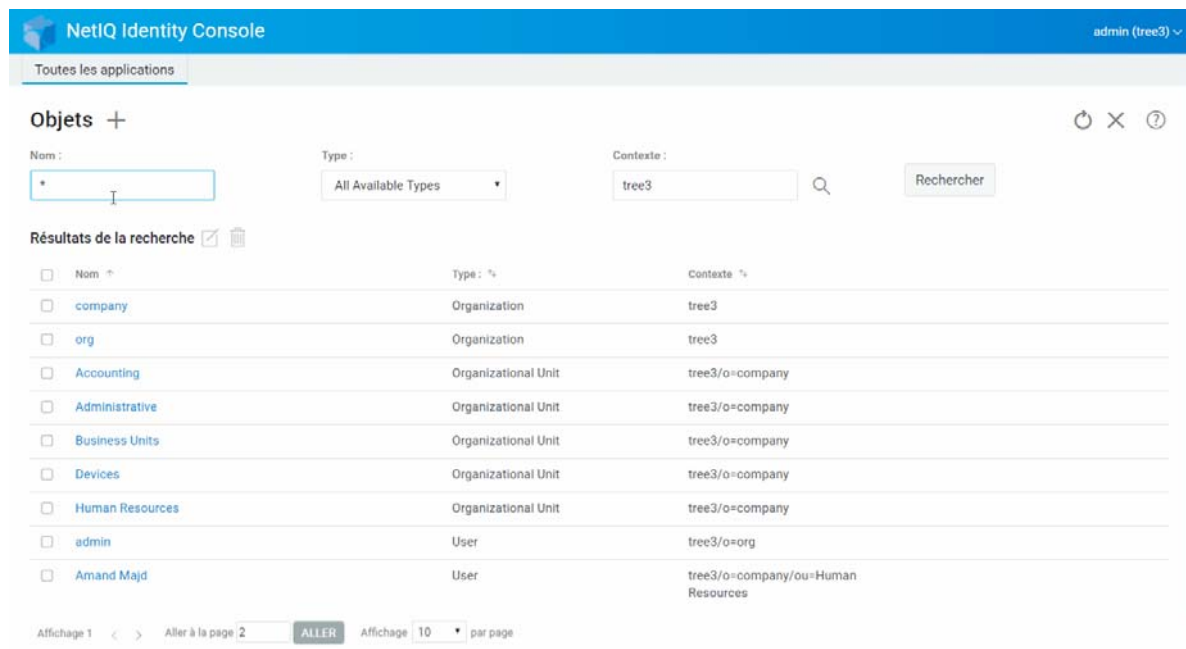 NetIQ Identity Console
admin (tree3)
Toutes les applications
Objets
Nom :
Type :
Contexte :
*
All Available Types
tree3
Rechercher
Résultats de la recherche
Nom Type : Contexte
company Organization tree3
org Organization tree3
Accounting Organizational Unit tree3/o=company
Administrative Organizational Unit tree3/o=company
Business Units Organizational Unit tree3/o=company
Devices Organizational Unit tree3/o=company
Human Resources Organizational Unit tree3/o=company
admin User tree3/o=org
Amand Majd User tree3/o=company/ou=Human
Resources
Affichage 1 < > Aller à la page 2 ALLER Affichage 10 par page